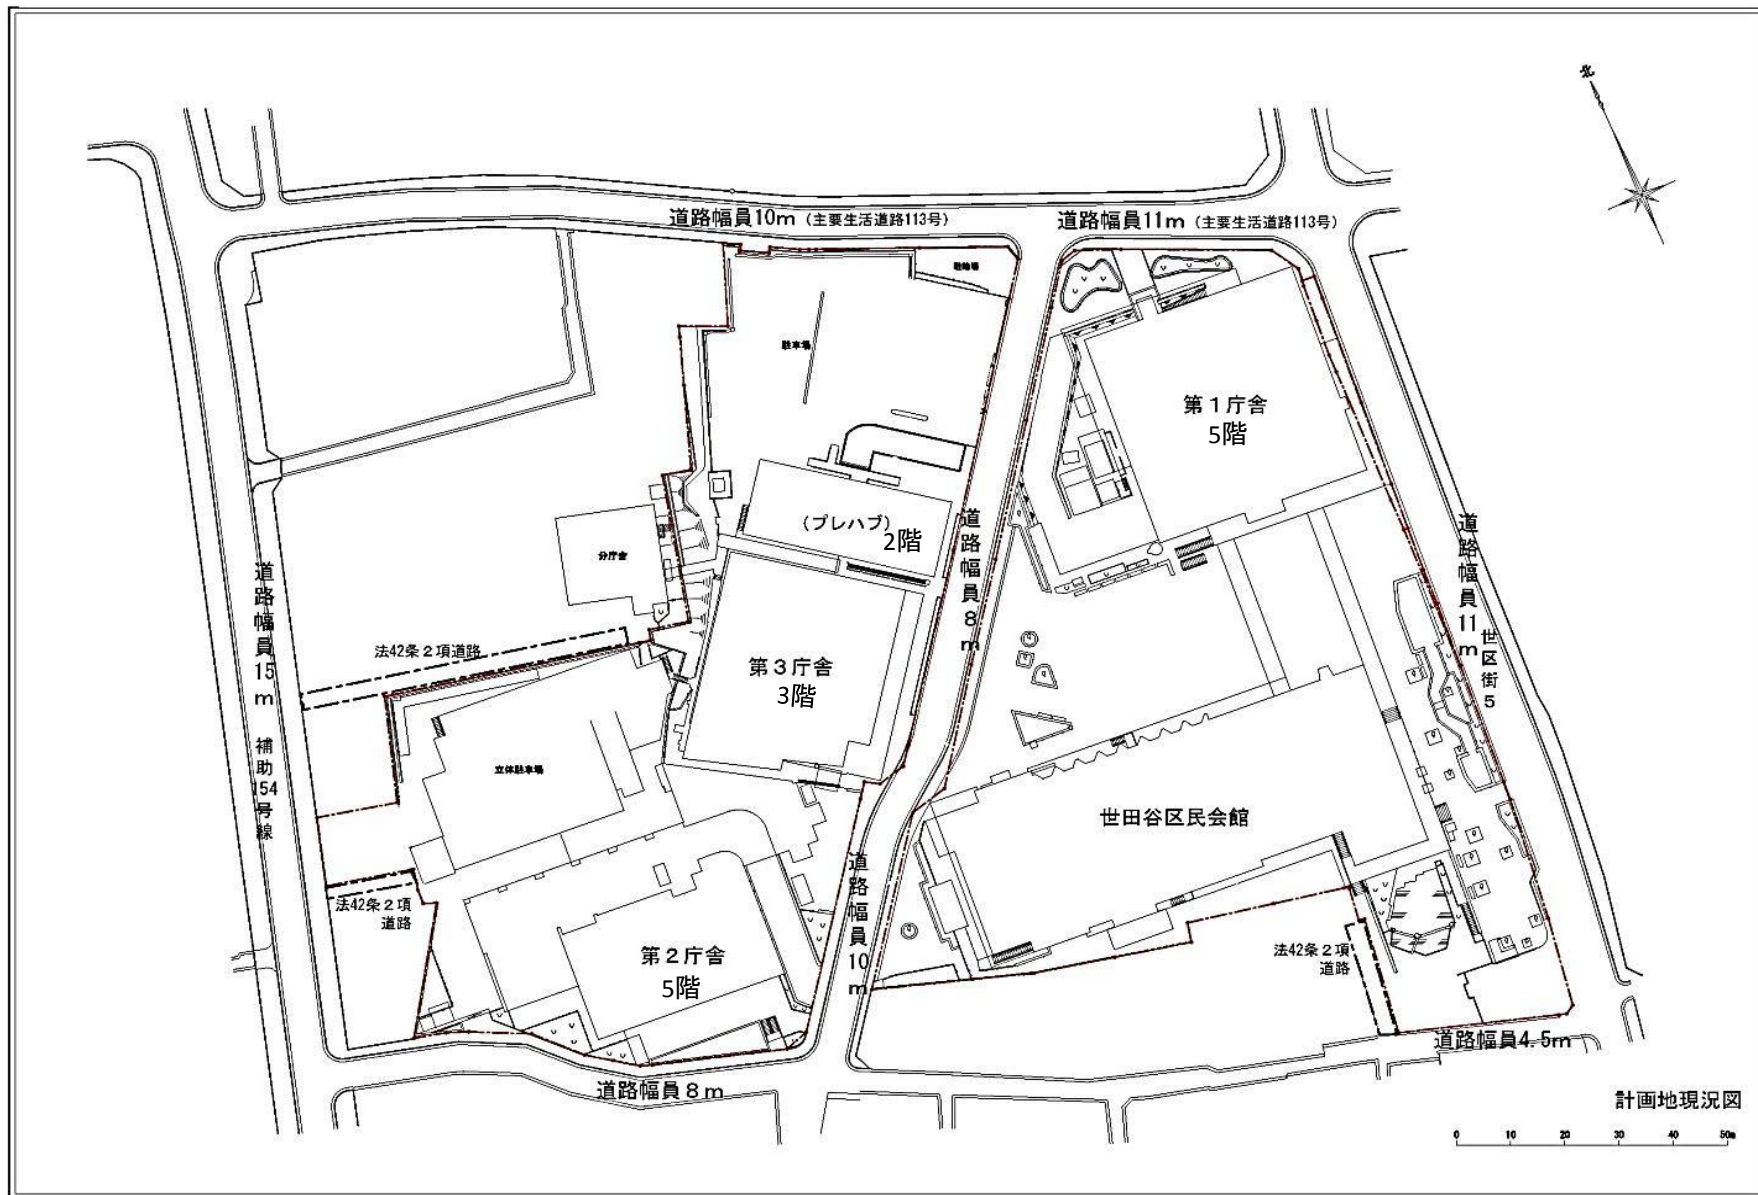 北
道路幅員10m（主要生活道路113号）
道路幅員11m（主要生活道路113号）
駐輪場
駐車場
第１庁舎
5階
（プレハブ）
2階
道路幅員８ｍ
道路幅員11m
世区街５
分庁舎
道路幅員15ｍ
補助154号線
法42条２項道路
第３庁舎
3階
立体駐車場
世田谷区民会館
道路幅員10ｍ
法42条２項
道路
第２庁舎
5階
法42条２項
道路
道路幅員4.5m
道路幅員８ｍ
計画地現況図
0 10 20 30 40 50m